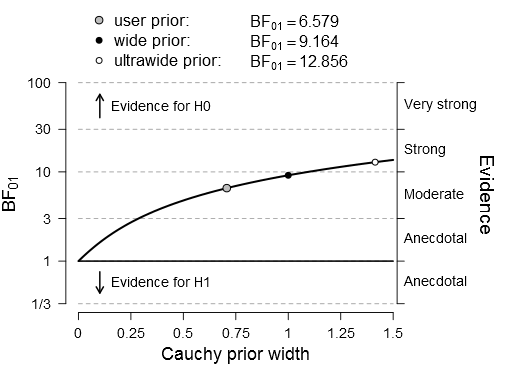 user prior: BF01 = 6.579
wide prior: BF01 = 9.164
ultrawide prior: BF01 = 12.856
100
30
10
3
1
1/3
BF01
Evidence for H0
Evidence for H1
Very strong
Strong
Moderate
Anecdotal
Anecdotal
Evidence
0 0.25 0.5 0.75 1 1.25 1.5
Cauchy prior width